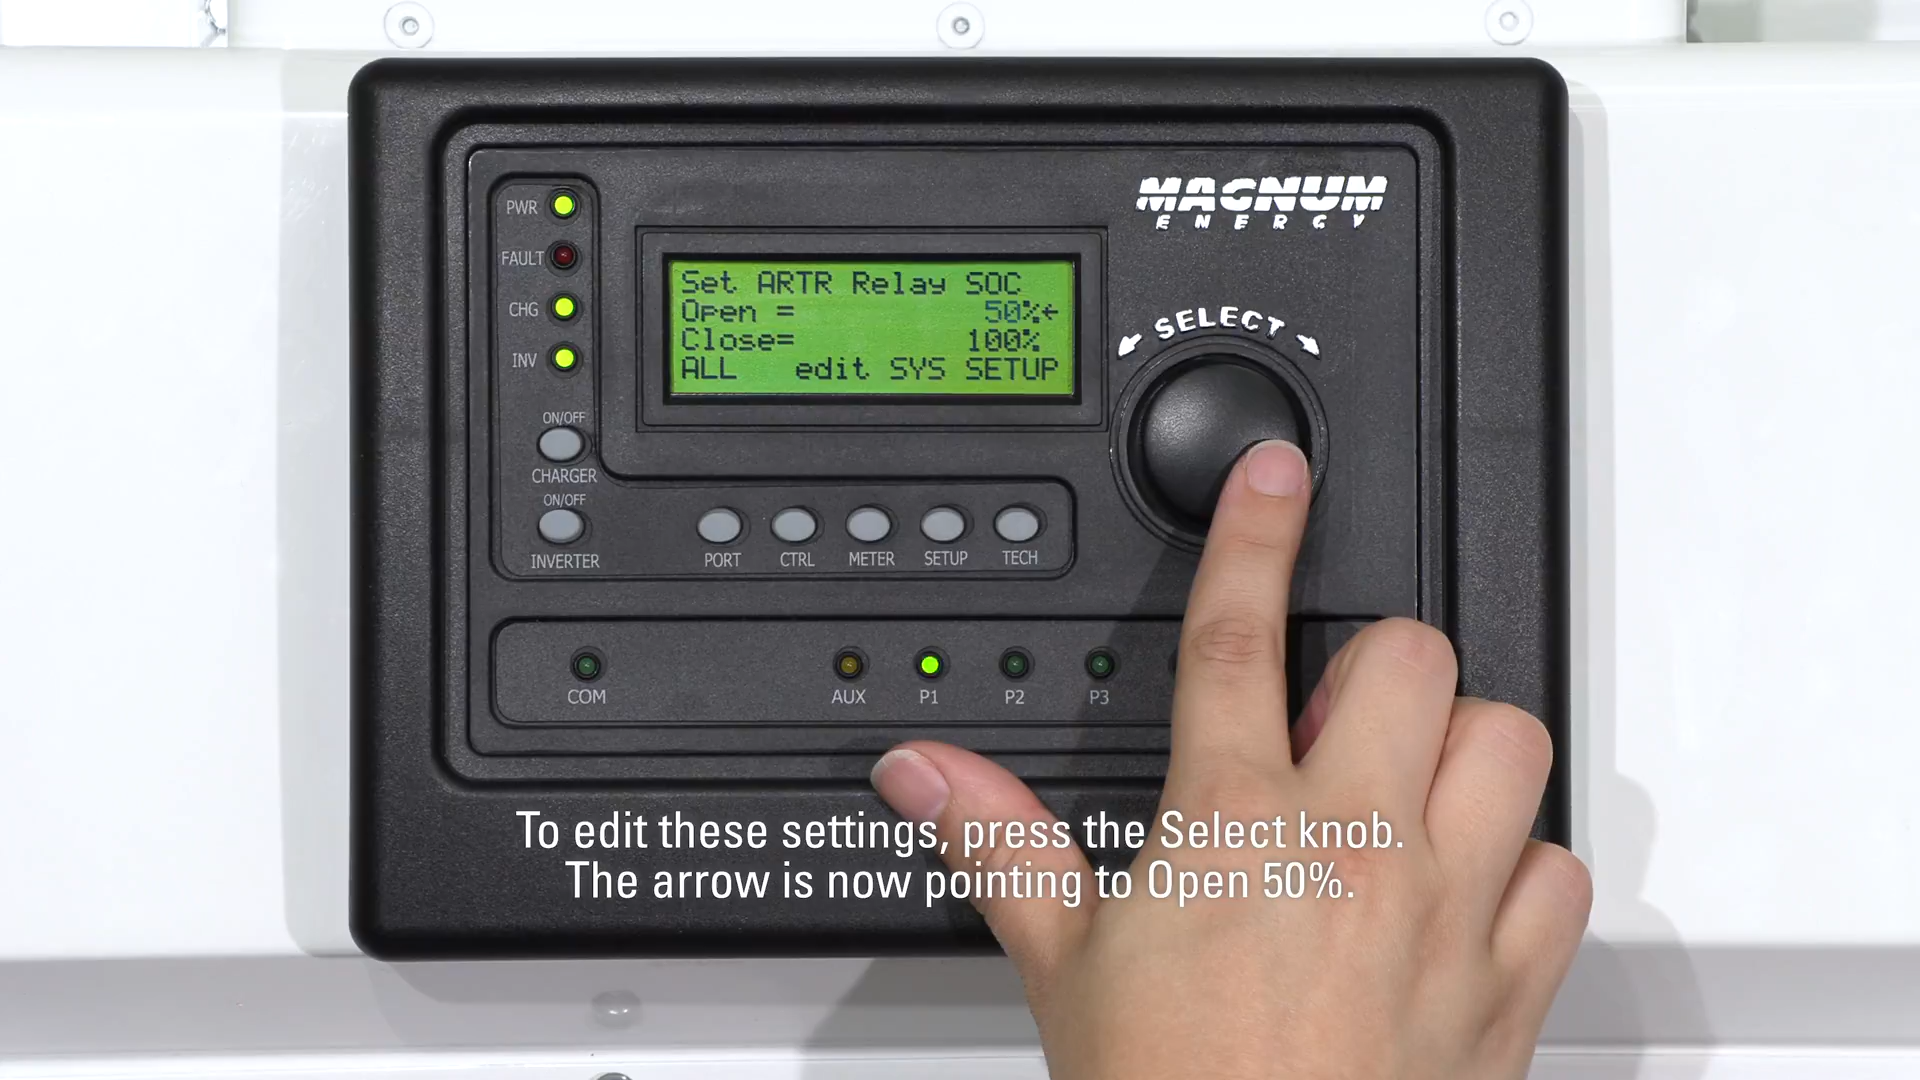 MAGNUM
ENERGY
PWR
FAULT
CHG
INV
Set ARTR Relay SOC
Open = 50%←
Close= 100%
ALL edit SYS SETUP
SELECT
ON/OFF
CHARGER
ON/OFF
INVERTER
PORT CTRL METER SETUP TECH
COM AUX P1 P2 P3
To edit these settings, press the Select knob.
The arrow is now pointing to Open 50%.